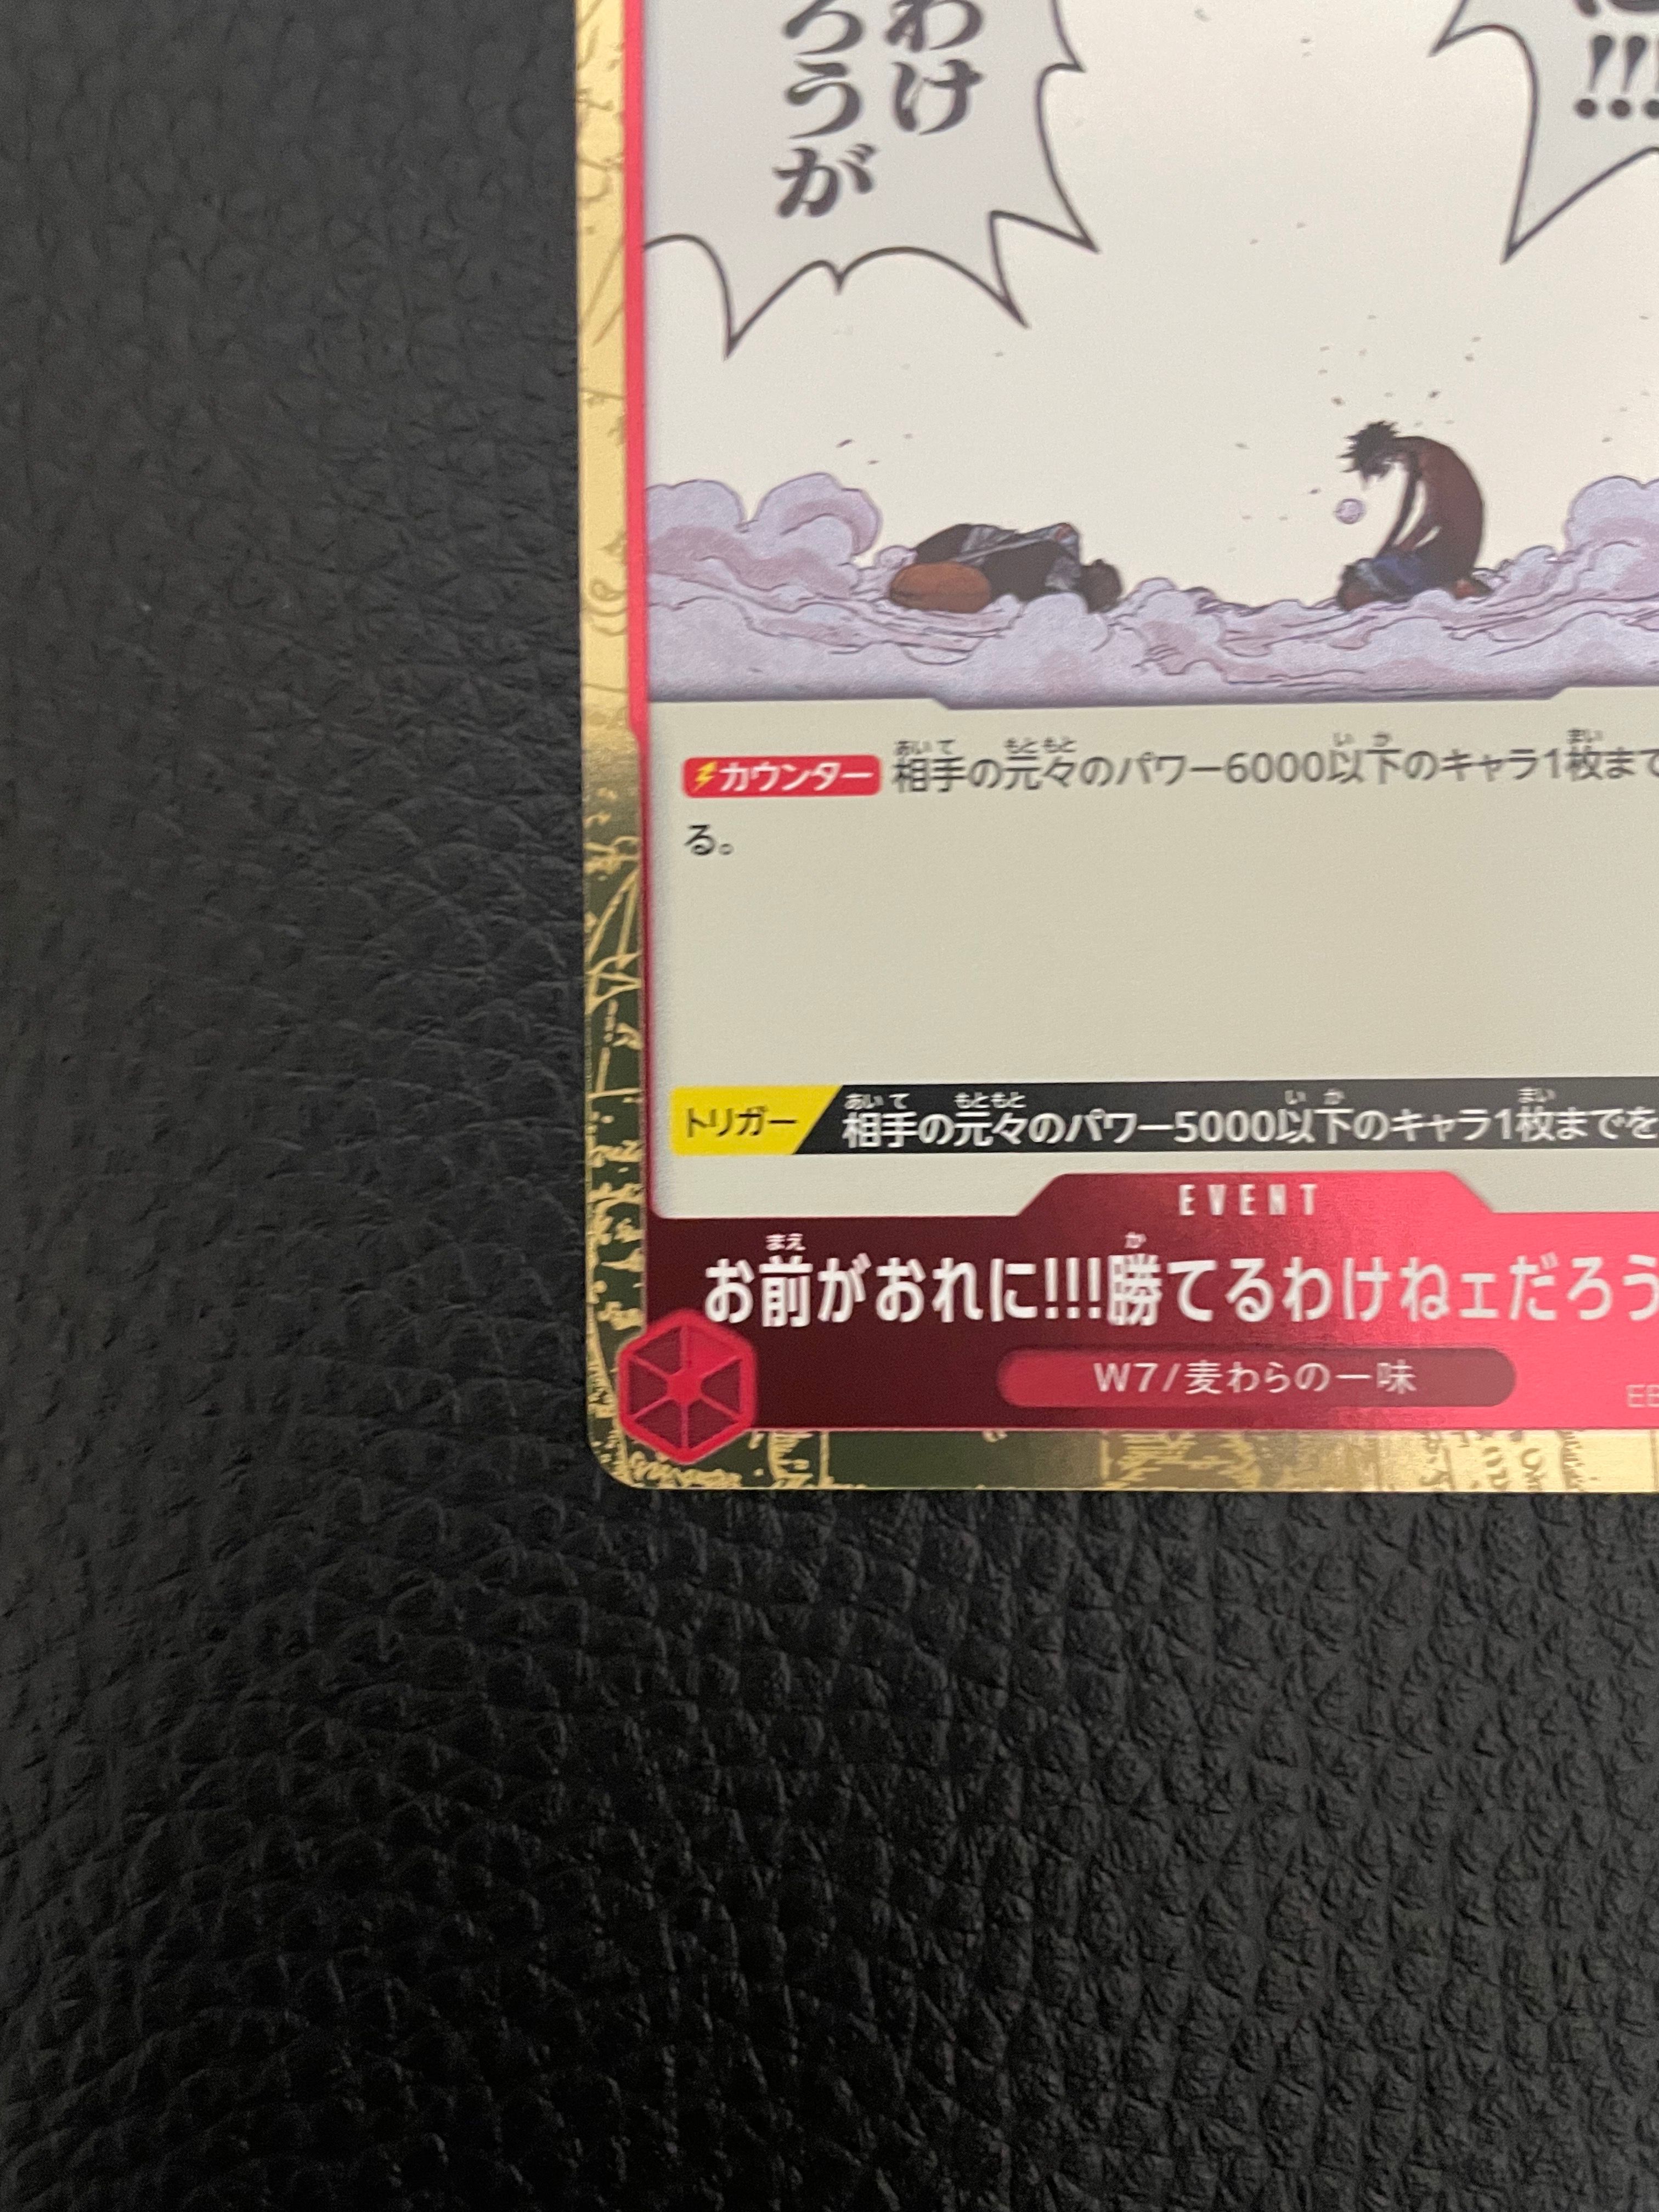 わけ
ろうが
!!!
カウンター 相手の元々のパワー6000以下のキャラ1枚まで
る。
トリガー 相手の元々のパワー5000以下のキャラ1枚までを
EVENT
お前がおれに!!!勝てるわけねェだろう
W7/麦わらの一味
EB